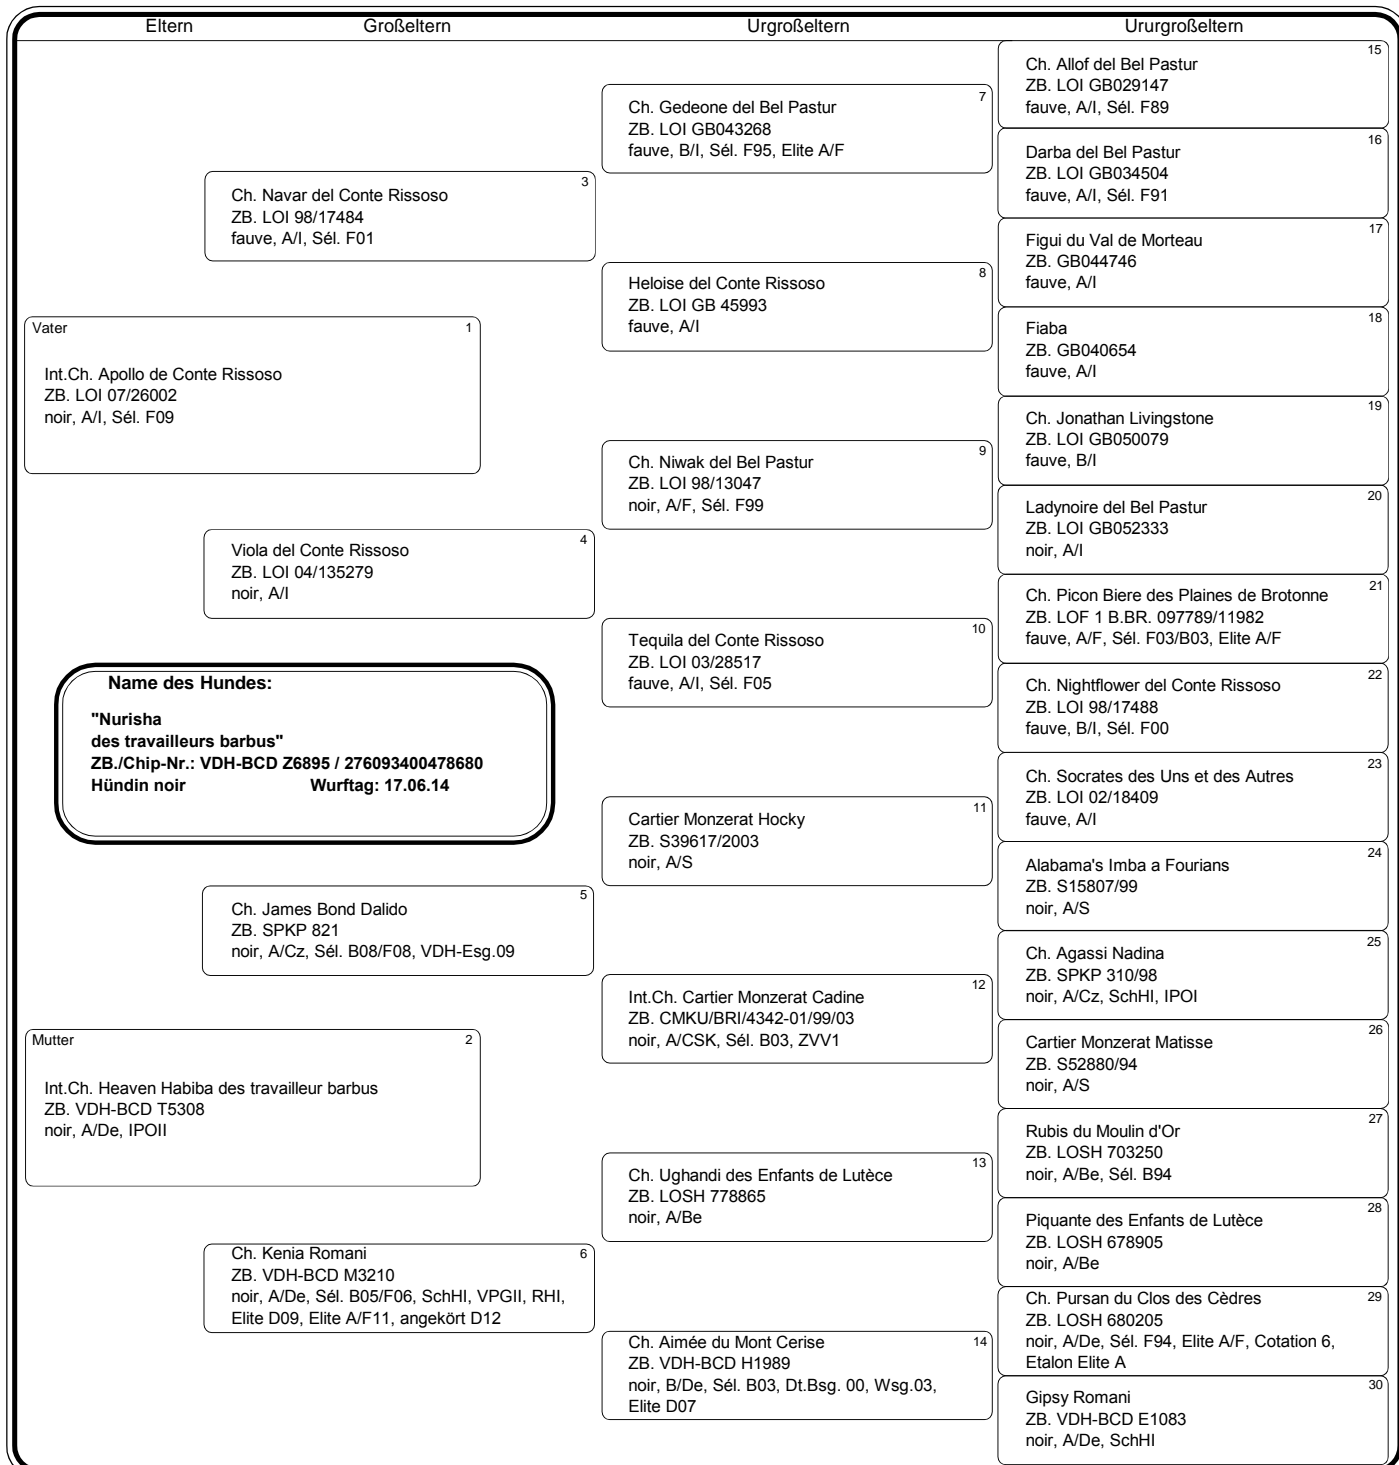 Eltern Großeltern Urgroßeltern Ururgroßeltern
Vater 1
Int.Ch. Apollo de Conte Rissoso
ZB. LOI 07/26002
noir, A/I, Sél. F09
Mutter 2
Int.Ch. Heaven Habiba des travailleur barbus
ZB. VDH-BCD T5308
noir, A/De, IPOII
Name des Hundes:
"Nurisha
des travailleurs barbus"
ZB./Chip-Nr.: VDH-BCD Z6895 / 276093400478680
Hündin noir Wurftag: 17.06.14
3
Ch. Navar del Conte Rissoso
ZB. LOI 98/17484
fauve, A/I, Sél. F01
4
Viola del Conte Rissoso
ZB. LOI 04/135279
noir, A/I
5
Ch. James Bond Dalido
ZB. SPKP 821
noir, A/Cz, Sél. B08/F08, VDH-Esg.09
6
Ch. Kenia Romani
ZB. VDH-BCD M3210
noir, A/De, Sél. B05/F06, SchHI, VPGII, RHI,
Elite D09, Elite A/F11, angekört D12
7
Ch. Gedeone del Bel Pastur
ZB. LOI GB043268
fauve, B/I, Sél. F95, Elite A/F
8
Heloise del Conte Rissoso
ZB. LOI GB 45993
fauve, A/I
9
Ch. Niwak del Bel Pastur
ZB. LOI 98/13047
noir, A/F, Sél. F99
10
Tequila del Conte Rissoso
ZB. LOI 03/28517
fauve, A/I, Sél. F05
11
Cartier Monzerat Hocky
ZB. S39617/2003
noir, A/S
12
Int.Ch. Cartier Monzerat Cadine
ZB. CMKU/BRI/4342-01/99/03
noir, A/CSK, Sél. B03, ZVV1
13
Ch. Ughandi des Enfants de Lutèce
ZB. LOSH 778865
noir, A/Be
14
Ch. Aimée du Mont Cerise
ZB. VDH-BCD H1989
noir, B/De, Sél. B03, Dt.Bsg. 00, Wsg.03,
Elite D07
15
Ch. Allof del Bel Pastur
ZB. LOI GB029147
fauve, A/I, Sél. F89
16
Darba del Bel Pastur
ZB. LOI GB034504
fauve, A/I, Sél. F91
17
Figui du Val de Morteau
ZB. GB044746
fauve, A/I
18
Fiaba
ZB. GB040654
fauve, A/I
19
Ch. Jonathan Livingstone
ZB. LOI GB050079
fauve, B/I
20
Ladynoire del Bel Pastur
ZB. LOI GB052333
noir, A/I
21
Ch. Picon Biere des Plaines de Brotonne
ZB. LOF 1 B.BR. 097789/11982
fauve, A/F, Sél. F03/B03, Elite A/F
22
Ch. Nightflower del Conte Rissoso
ZB. LOI 98/17488
fauve, B/I, Sél. F00
23
Ch. Socrates des Uns et des Autres
ZB. LOI 02/18409
fauve, A/I
24
Alabama's Imba a Fourians
ZB. S15807/99
noir, A/S
25
Ch. Agassi Nadina
ZB. SPKP 310/98
noir, A/Cz, SchHI, IPOI
26
Cartier Monzerat Matisse
ZB. S52880/94
noir, A/S
27
Rubis du Moulin d'Or
ZB. LOSH 703250
noir, A/Be, Sél. B94
28
Piquante des Enfants de Lutèce
ZB. LOSH 678905
noir, A/Be
29
Ch. Pursan du Clos des Cèdres
ZB. LOSH 680205
noir, A/De, Sél. F94, Elite A/F, Cotation 6,
Etalon Elite A
30
Gipsy Romani
ZB. VDH-BCD E1083
noir, A/De, SchHI